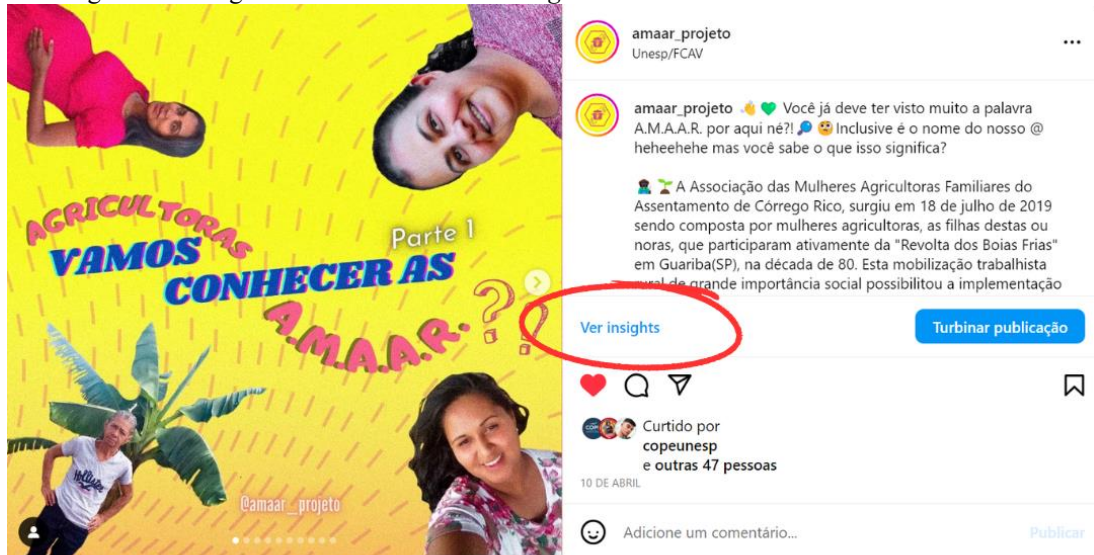 AGRICULTORAS
Parte 1
VAMOS
CONHECER AS
A.M.A.A.R. ??
Hollister
@amaar_projeto
amaar_projeto
Unesp/FCAV
amaar_projeto 👋 💚 Você já deve ter visto muito a palavra
A.M.A.A.R. por aqui né?! 🔎 🧐 Inclusive é o nome do nosso @
heheehehe mas você sabe o que isso significa?
A Associação das Mulheres Agricultoras Familiares do
Assentamento de Córrego Rico, surgiu em 18 de julho de 2019
sendo composta por mulheres agricultoras, as filhas destas ou
noras, que participaram ativamente da "Revolta dos Boias Frias"
em Guariba(SP), na década de 80. Esta mobilização trabalhista
rural de grande importância social possibilitou a implementação
Ver insights
Turbinar publicação
Curtido por
copeunesp
e outras 47 pessoas
10 DE ABRIL
Adicione um comentário...
Publicar